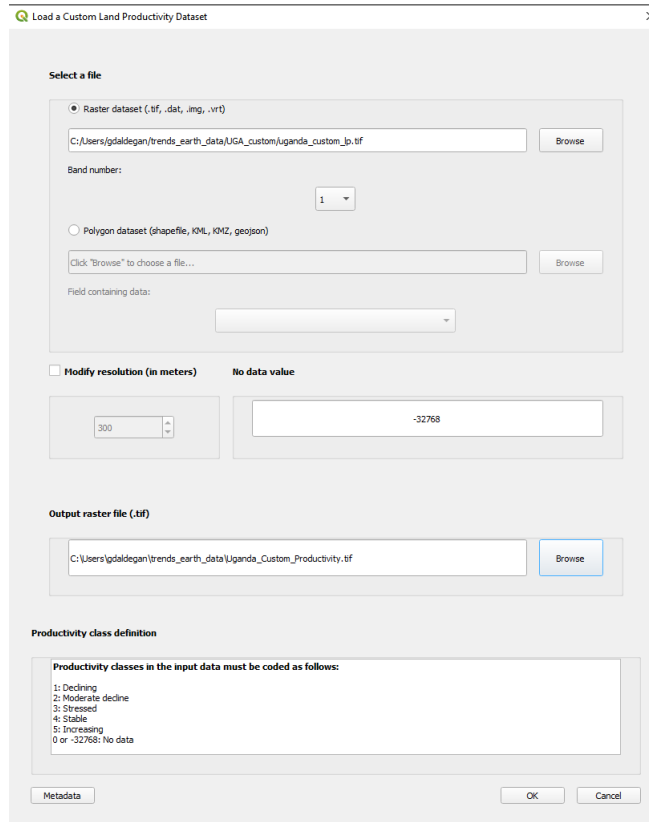 Load a Custom Land Productivity Dataset
Select a file
Raster dataset (.tif, .dat, .img, .vrt)
C:/Users/gdaldegan/trends_earth_data/UGA_custom/uganda_custom_lp.tif
Browse
Band number:
1
Polygon dataset (shapefile, KML, KMZ, geojson)
Click "Browse" to choose a file...
Browse
Field containing data:
Modify resolution (in meters)
No data value
300
-32768
Output raster file (.tif)
C:\Users\gdaldegan\trends_earth_data\Uganda_Custom_Productivity.tif
Browse
Productivity class definition
Productivity classes in the input data must be coded as follows:
1: Declining
2: Moderate decline
3: Stressed
4: Stable
5: Increasing
0 or -32768: No data
Metadata
OK
Cancel